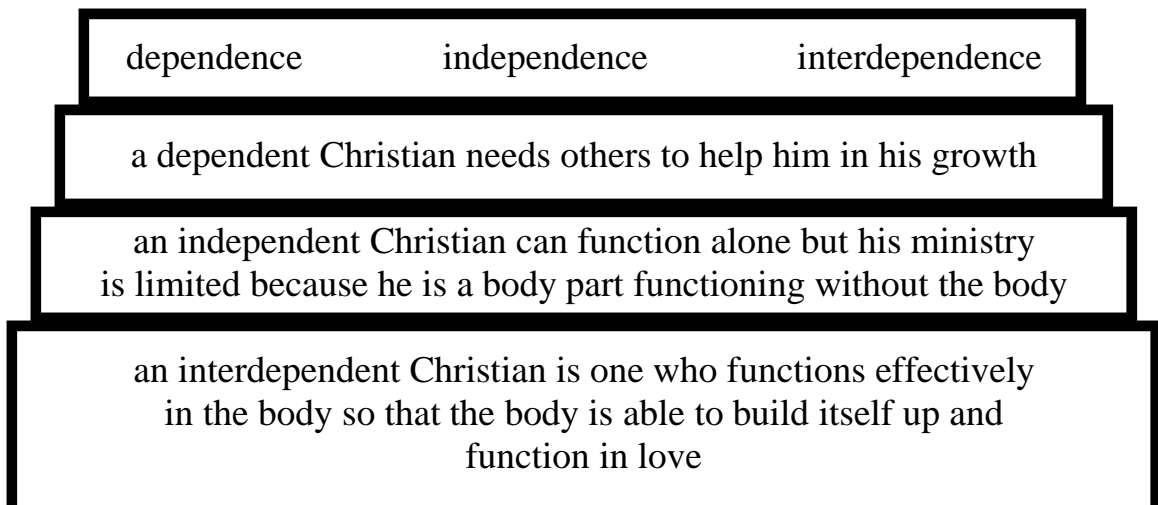 dependence independence interdependence
a dependent Christian needs others to help him in his growth
an independent Christian can function alone but his ministry
is limited because he is a body part functioning without the body
an interdependent Christian is one who functions effectively
in the body so that the body is able to build itself up and
function in love